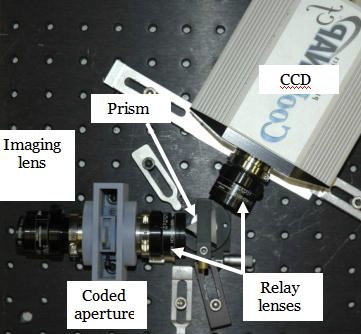 CCD
Prism
Imaging
lens
Coded
aperture
Relay
lenses
CoolSNAP